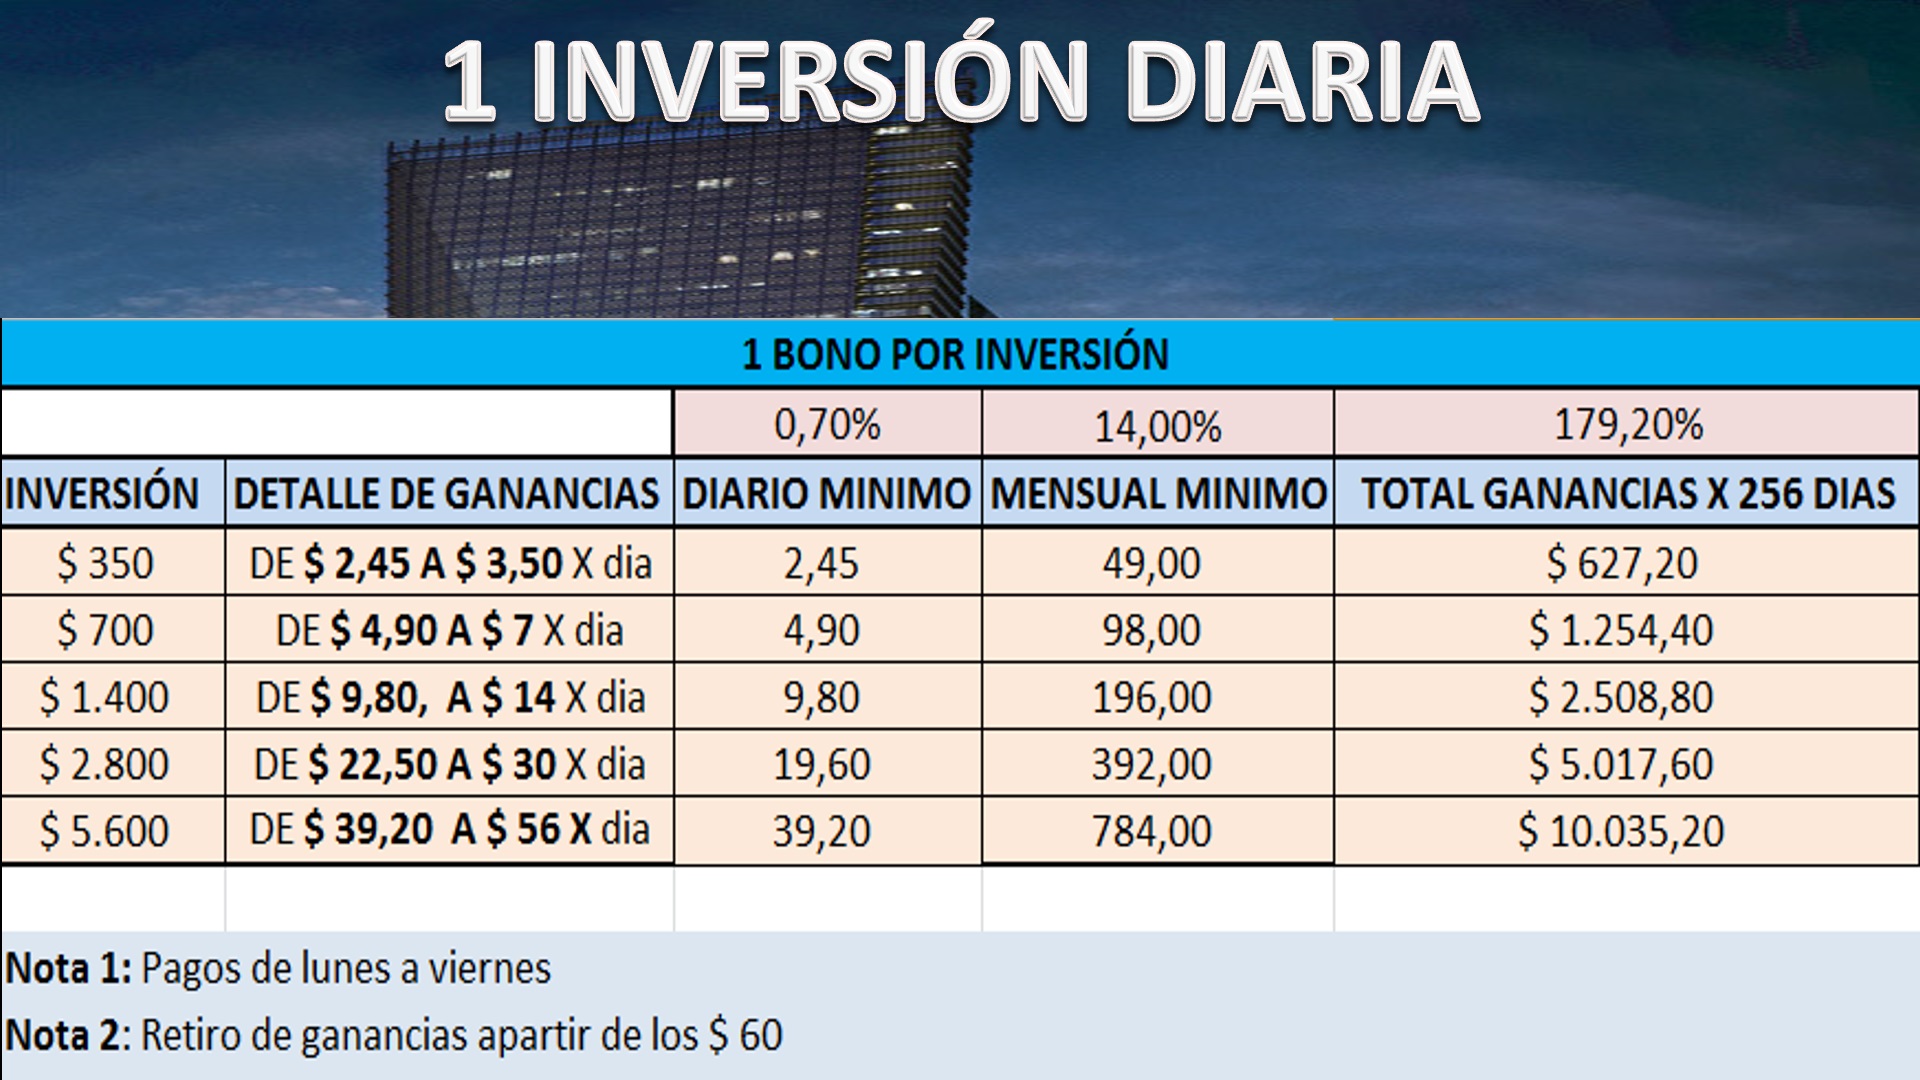 1 INVERSIÓN DIARIA
1 BONO POR INVERSIÓN
0,70% 14,00% 179,20%
INVERSIÓN DETALLE DE GANANCIAS DIARIO MINIMO MENSUAL MINIMO TOTAL GANANCIAS X 256 DIAS
$ 350 DE $ 2,45 A $ 3,50 X dia 2,45 49,00 $ 627,20
$ 700 DE $ 4,90 A $ 7 X dia 4,90 98,00 $ 1.254,40
$ 1.400 DE $ 9,80, A $ 14 X dia 9,80 196,00 $ 2.508,80
$ 2.800 DE $ 22,50 A $ 30 X dia 19,60 392,00 $ 5.017,60
$ 5.600 DE $ 39,20 A $ 56 X dia 39,20 784,00 $ 10.035,20
Nota 1: Pagos de lunes a viernes
Nota 2: Retiro de ganancias apartir de los $ 60